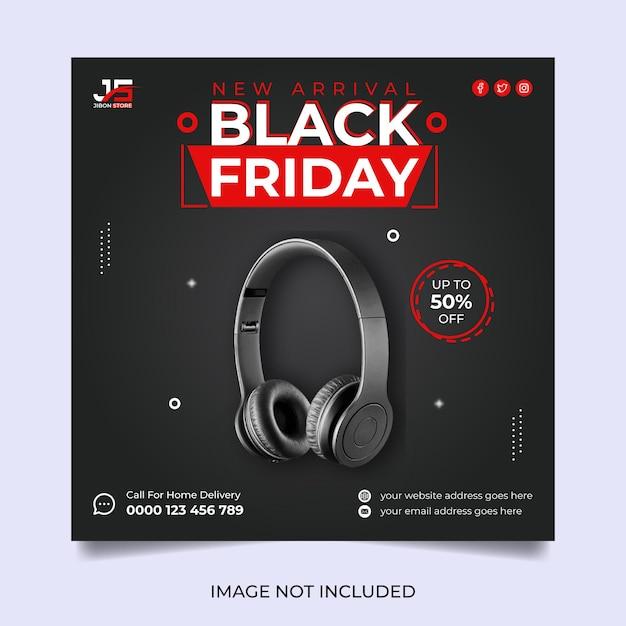 JS
JIBON STORE
NEW ARRIVAL
BLACK
FRIDAY
UP TO
50%
OFF
Call For Home Delivery
0000 123 456 789
your website address goes here
your email address goes here
IMAGE NOT INCLUDED